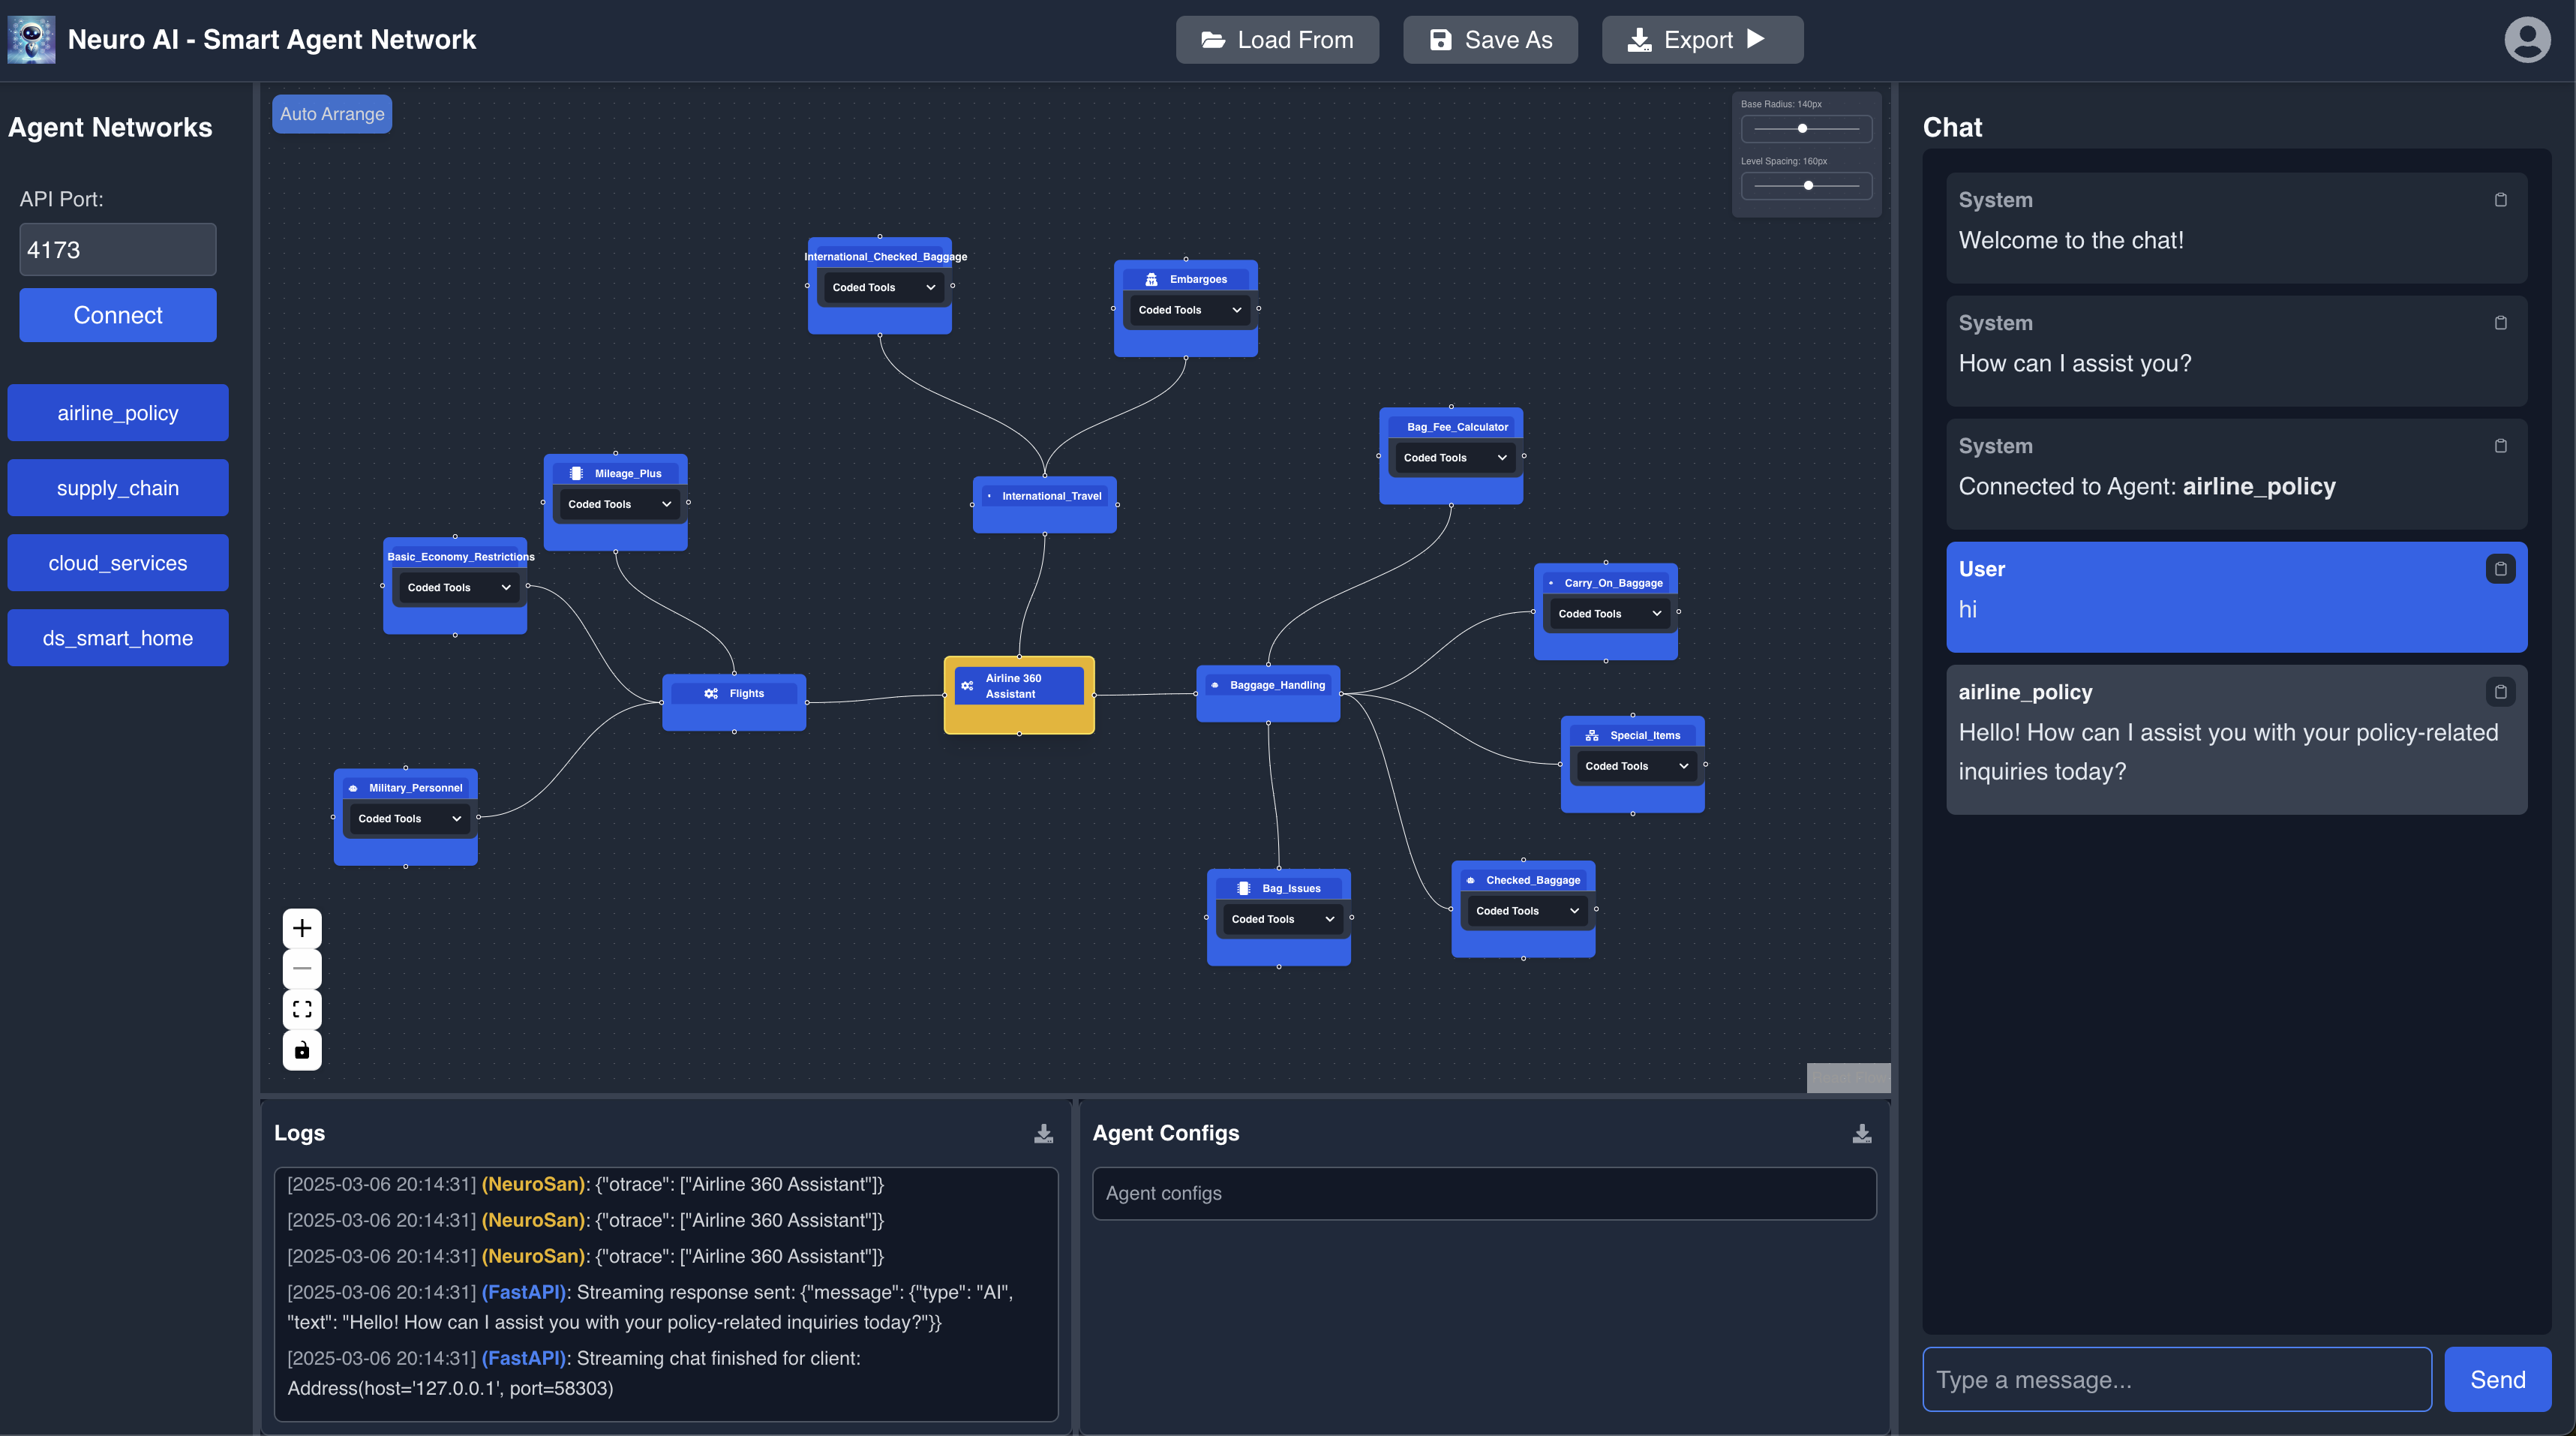 Neuro AI - Smart Agent Network
Load From
Save As
Export
Agent Networks
API Port:
4173
Connect
airline_policy
supply_chain
cloud_services
ds_smart_home
Auto Arrange
Base Radius: 140px
Level Spacing: 160px
International_Checked_Baggage
Coded Tools
Embargoes
Coded Tools
Bag_Fee_Calculator
Coded Tools
Mileage_Plus
Coded Tools
International_Travel
Basic_Economy_Restrictions
Coded Tools
Carry_On_Baggage
Coded Tools
Flights
Airline 360
Assistant
Baggage_Handling
Special_Items
Coded Tools
Military_Personnel
Coded Tools
Bag_Issues
Coded Tools
Checked_Baggage
Coded Tools
Logs
[2025-03-06 20:14:31] (NeuroSan): {"otrace": ["Airline 360 Assistant"]}
[2025-03-06 20:14:31] (NeuroSan): {"otrace": ["Airline 360 Assistant"]}
[2025-03-06 20:14:31] (NeuroSan): {"otrace": ["Airline 360 Assistant"]}
[2025-03-06 20:14:31] (FastAPI): Streaming response sent: {"message": {"type": "AI",
"text": "Hello! How can I assist you with your policy-related inquiries today?"}}
[2025-03-06 20:14:31] (FastAPI): Streaming chat finished for client:
Address(host='127.0.0.1', port=58303)
Agent Configs
Agent configs
Chat
System
Welcome to the chat!
System
How can I assist you?
System
Connected to Agent: airline_policy
User
hi
airline_policy
Hello! How can I assist you with your policy-related
inquiries today?
Type a message...
Send